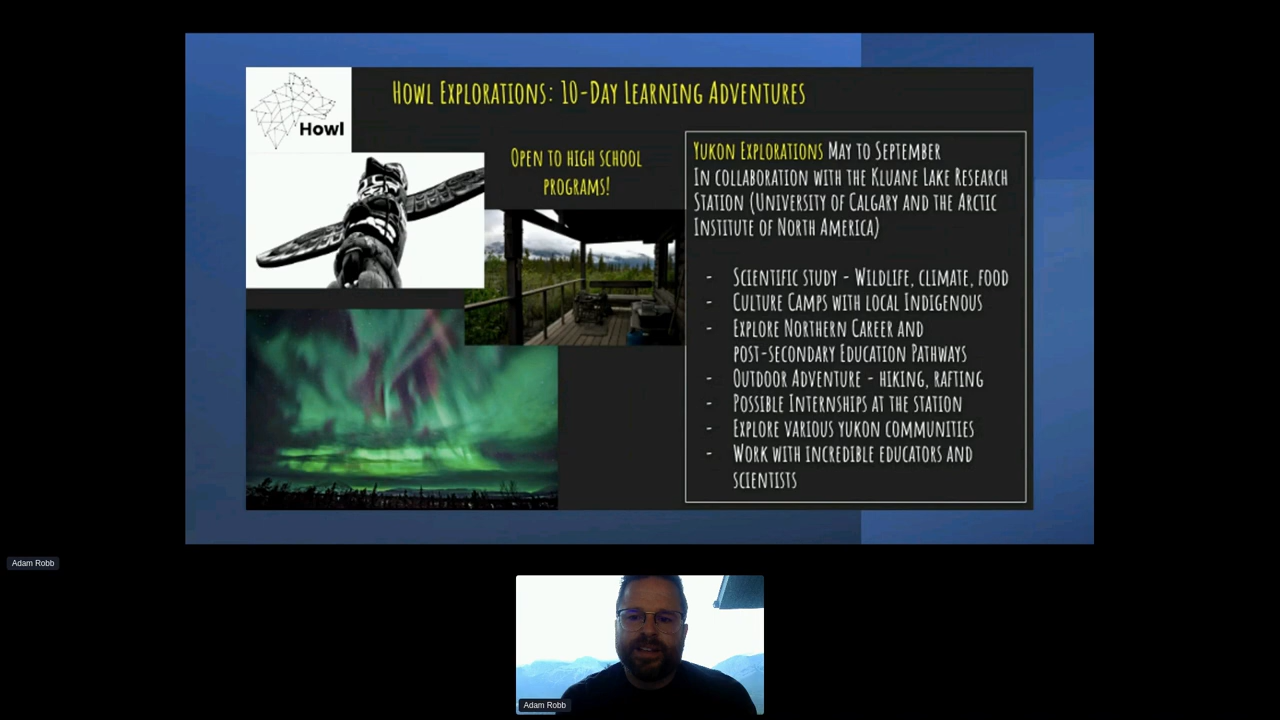 Howl Explorations: 10-Day Learning Adventures
Howl
Open to high school
programs!
Yukon Explorations May to September
In collaboration with the Kluane Lake Research
Station (University of Calgary and the Arctic
Institute of North America)
- Scientific study - Wildlife, climate, food
- Culture Camps with local Indigenous
- Explore Northern Career and
post-secondary Education Pathways
- Outdoor Adventure - hiking, rafting
- Possible Internships at the station
- Explore various yukon communities
- Work with incredible educators and
scientists
Adam Robb
Adam Robb